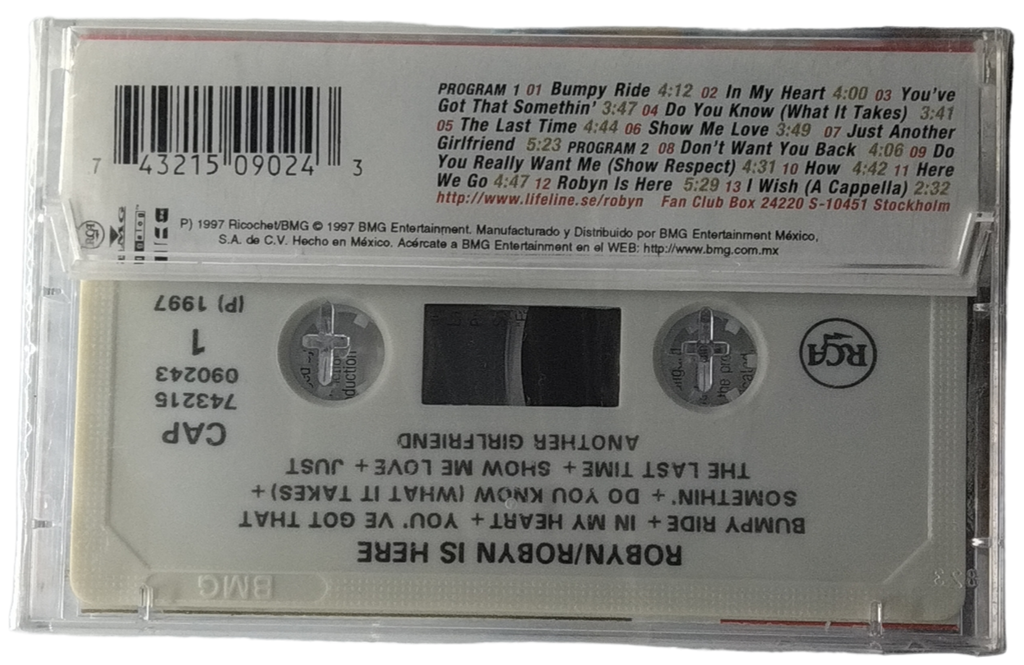 PROGRAM 1 01 Bumpy Ride 4:12 02 In My Heart 4:00 03 You've
Got That Somethin' 3:47 04 Do You Know (What It Takes) 3:41
05 The Last Time 4:44 06 Show Me Love 3:49 07 Just Another
Girlfriend 5:23 PROGRAM 2 08 Don't Want You Back 4:06 09 Do
You Really Want Me (Show Respect) 4:31 10 How 4:42 11 Here
We Go 4:47 12 Robyn Is Here 5:29 13 I Wish (A Cappella) 2:32
http://www.lifeline.se/robyn Fan Club Box 24220 S-10451 Stockholm
7 43215 09024 3
P) 1997 Ricochet/BMG © 1997 BMG Entertainment. Manufacturado y Distribuido por BMG Entertainment México,
S.A. de C.V. Hecho en México. Acércate a BMG Entertainment en el WEB: http://www.bmg.com.mx
BMG
BMG
ROBYN/ROBYN IS HERE
BUMPY RIDE + IN MY HEART + YOU'VE GOT THAT
SOMETHIN' + DO YOU KNOW (WHAT IT TAKES) +
THE LAST TIME + SHOW ME LOVE + JUST
ANOTHER GIRLFRIEND
RCA
CAP
743215
090243
1
(P) 1997